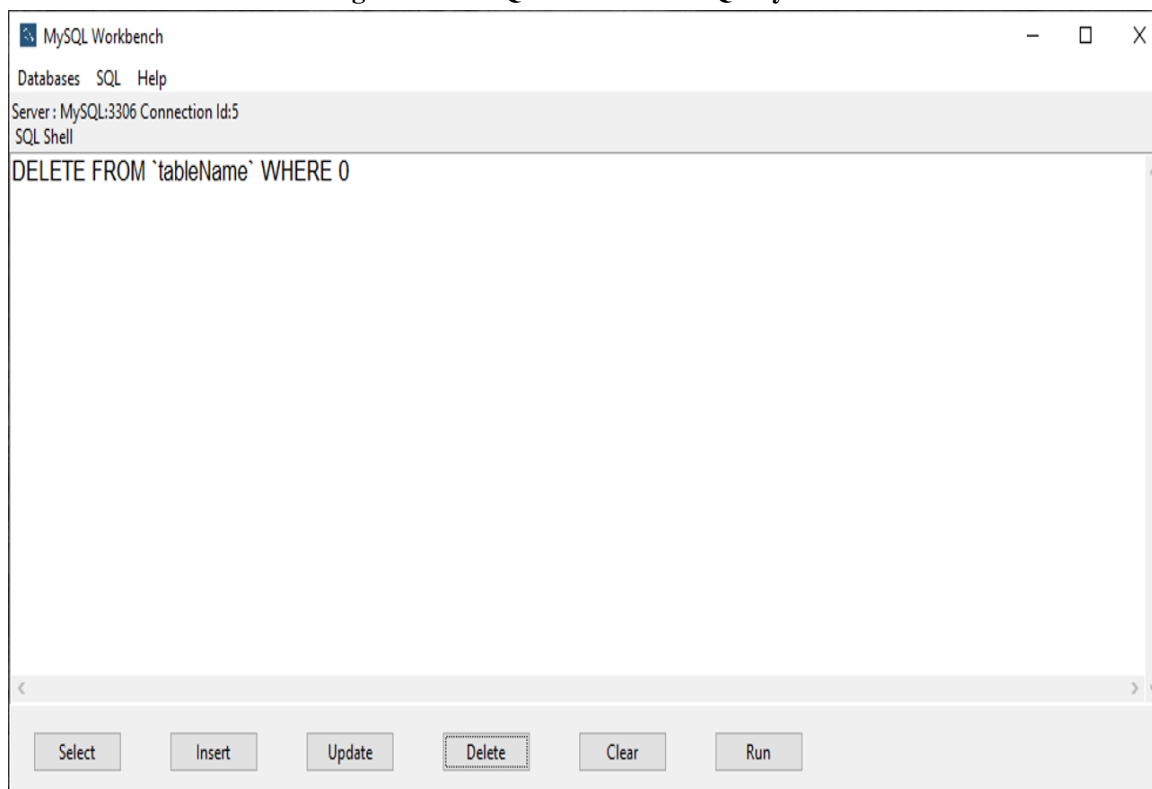 MySQL Workbench
Databases SQL Help
Server : MySQL:3306 Connection Id:5
SQL Shell
DELETE FROM `tableName` WHERE 0
Select Insert Update Delete Clear Run